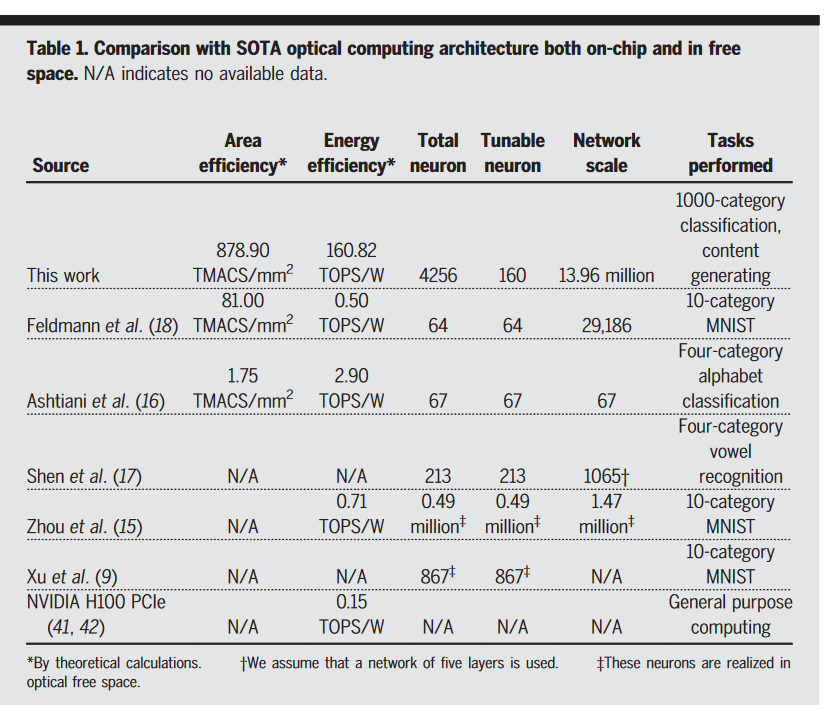 Table 1. Comparison with SOTA optical computing architecture both on-chip and in free
space. N/A indicates no available data.
Area Energy Total Tunable Network Tasks
Source efficiency* efficiency* neuron neuron scale performed
1000-category
classification,
878.90 160.82 content
This work TMACS/mm² TOPS/W 4256 160 13.96 million generating
81.00 0.50 10-category
Feldmann et al. (18) TMACS/mm² TOPS/W 64 64 29,186 MNIST
Four-category
1.75 2.90 alphabet
Ashtiani et al. (16) TMACS/mm² TOPS/W 67 67 67 classification
Four-category
vowel
Shen et al. (17) N/A N/A 213 213 1065† recognition
0.71 0.49 0.49 1.47 10-category
Zhou et al. (15) N/A TOPS/W million‡ million‡ million‡ MNIST
10-category
Xu et al. (9) N/A N/A 867‡ 867‡ N/A MNIST
NVIDIA H100 PCIe 0.15 General purpose
(41, 42) N/A TOPS/W N/A N/A N/A computing
*By theoretical calculations. †We assume that a network of five layers is used. ‡These neurons are realized in
optical free space.